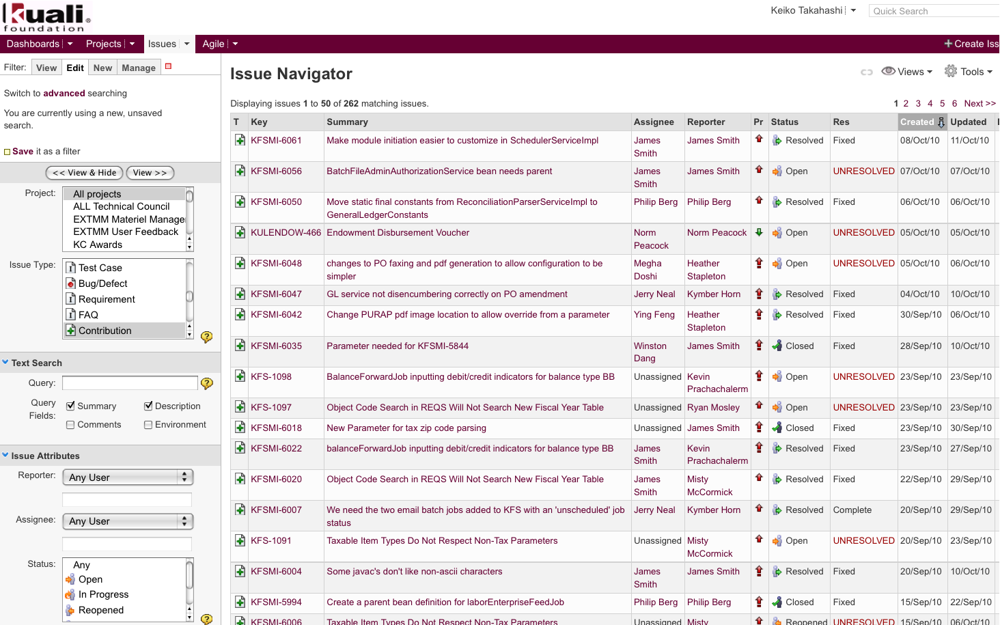 Kuali®
foundation
Keiko Takahashi
Quick Search
Dashboards
Projects
Issues
Agile
Create Iss
Filter: View Edit New Manage
Switch to advanced searching
You are currently using a new, unsaved
search.
Save it as a filter
<< View & Hide View >>
Project:
All projects
ALL Technical Council
EXTMM Materiel Manage
EXTMM User Feedback
KC Awards
Issue Type:
Test Case
Bug/Defect
Requirement
FAQ
Contribution
Text Search
Query:
Query
Fields:
Summary Description
Comments Environment
Issue Attributes
Reporter: Any User
Assignee: Any User
Status:
Any
Open
In Progress
Reopened
Issue Navigator
Views Tools
Displaying issues 1 to 50 of 262 matching issues.
1 2 3 4 5 6 Next >>
T Key Summary Assignee Reporter Pr Status Res Created Updated
KFSMI-6061 Make module initiation easier to customize in SchedulerServiceImpl James Smith James Smith Resolved Fixed 08/Oct/10 11/Oct/10
KFSMI-6056 BatchFileAdminAuthorizationService bean needs parent James Smith James Smith Open UNRESOLVED 07/Oct/10 07/Oct/10
KFSMI-6050 Move static final constants from ReconciliationParserServiceImpl to GeneralLedgerConstants Philip Berg Philip Berg Resolved Fixed 06/Oct/10 06/Oct/10
KULENDOW-466 Endowment Disbursement Voucher Norm Peacock Norm Peacock Open UNRESOLVED 05/Oct/10 05/Oct/10
KFSMI-6048 changes to PO faxing and pdf generation to allow configuration to be simpler Megha Doshi Heather Stapleton Open UNRESOLVED 05/Oct/10 06/Oct/10
KFSMI-6047 GL service not disencumbering correctly on PO amendment Jerry Neal Kymber Horn Resolved Fixed 04/Oct/10 10/Oct/10
KFSMI-6042 Change PURAP pdf image location to allow override from a parameter Ying Feng Heather Stapleton Resolved Fixed 30/Sep/10 06/Oct/10
KFSMI-6035 Parameter needed for KFSMI-5844 Winston Dang James Smith Closed Fixed 28/Sep/10 10/Oct/10
KFS-1098 BalanceForwardJob inputting debit/credit indicators for balance type BB Unassigned Kevin Prachachalerm Open UNRESOLVED 23/Sep/10 23/Sep/10
KFS-1097 Object Code Search in REQS Will Not Search New Fiscal Year Table Unassigned Ryan Mosley Open UNRESOLVED 23/Sep/10 23/Sep/10
KFSMI-6018 New Parameter for tax zip code parsing Unassigned James Smith Closed Fixed 23/Sep/10 30/Sep/10
KFSMI-6022 balanceForwardJob inputting debit/credit indicators for balance type BB James Smith Kevin Prachachalerm Resolved Fixed 23/Sep/10 27/Sep/10
KFSMI-6020 Object Code Search in REQS Will Not Search New Fiscal Year Table James Smith Misty McCormick Resolved Fixed 22/Sep/10 29/Sep/10
KFSMI-6007 We need the two email batch jobs added to KFS with an 'unscheduled' job status Jerry Neal Kymber Horn Resolved Complete 20/Sep/10 29/Sep/10
KFS-1091 Taxable Item Types Do Not Respect Non-Tax Parameters Unassigned Misty McCormick Open UNRESOLVED 20/Sep/10 23/Sep/10
KFSMI-6004 Some javac's don't like non-ascii characters James Smith James Smith Resolved Fixed 20/Sep/10 10/Oct/10
KFSMI-5994 Create a parent bean definition for laborEnterpriseFeedJob Philip Berg Philip Berg Closed Fixed 15/Sep/10 22/Sep/10
KFSMI-6006 Taxable Item Types Do Not Respect Non-Tax Parameters Unassigned Misty Reopened UNRESOLVED 15/Sep/10 06/Oct/10